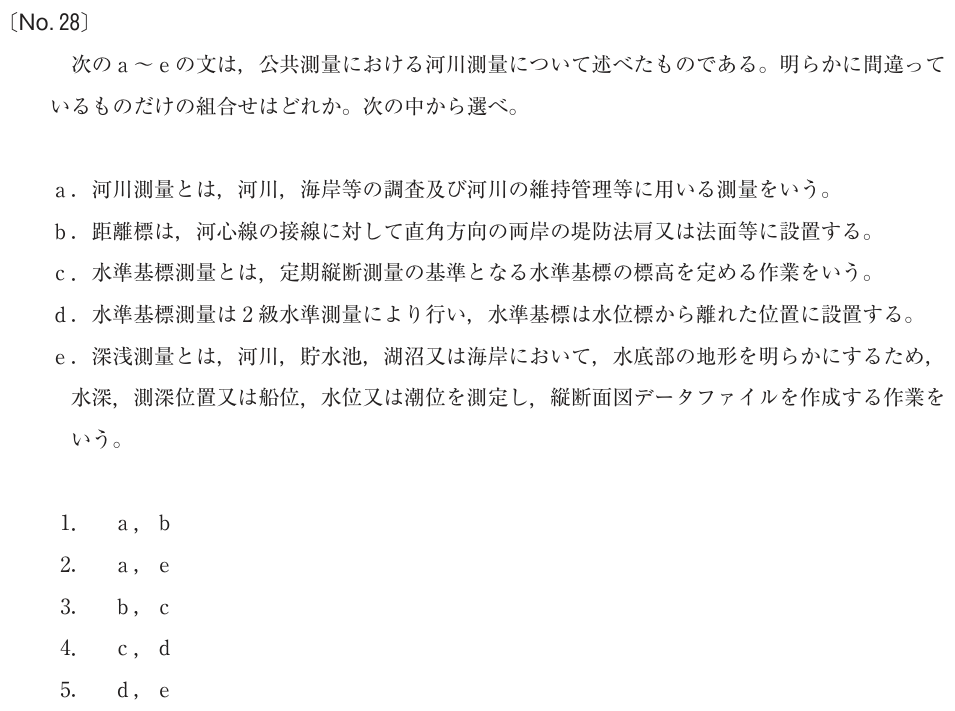 〔No. 28〕
次のa〜eの文は，公共測量における河川測量について述べたものである。明らかに間違って
いるものだけの組合せはどれか。次の中から選べ。
a．河川測量とは，河川，海岸等の調査及び河川の維持管理等に用いる測量をいう。
b．距離標は，河心線の接線に対して直角方向の両岸の堤防法肩又は法面等に設置する。
c．水準基標測量とは，定期縦断測量の基準となる水準基標の標高を定める作業をいう。
d．水準基標測量は2級水準測量により行い，水準基標は水位標から離れた位置に設置する。
e．深浅測量とは，河川，貯水池，湖沼又は海岸において，水底部の地形を明らかにするため，
水深，測深位置又は船位，水位又は潮位を測定し，縦断面図データファイルを作成する作業を
いう。
1. a，b
2. a，e
3. b，c
4. c，d
5. d，e